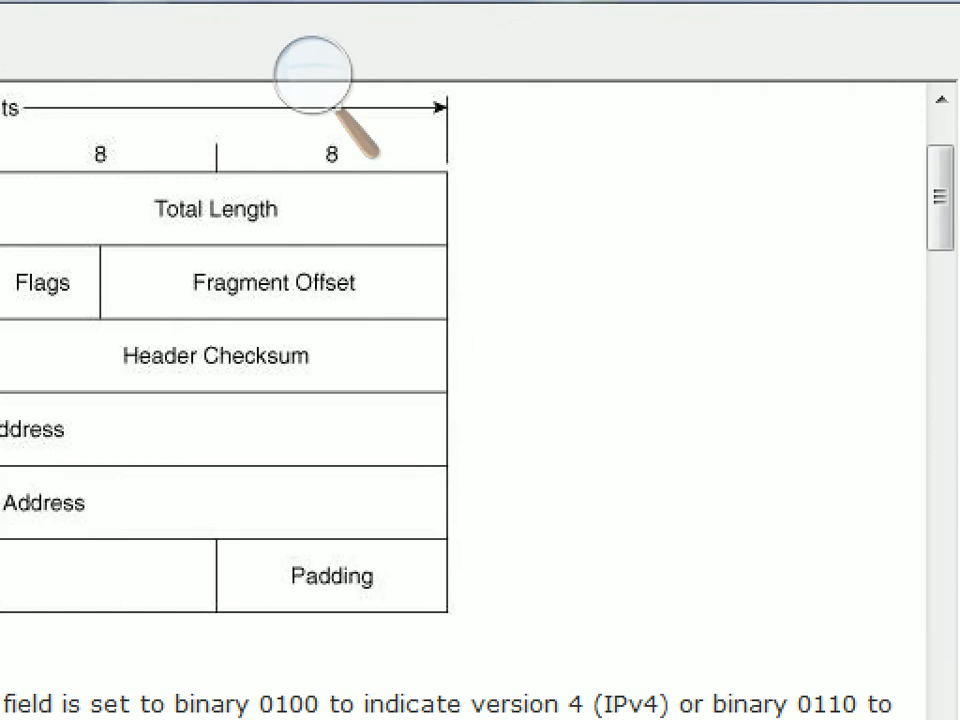 ts
8 8
Total Length
Flags Fragment Offset
Header Checksum
ddress
Address
Padding
field is set to binary 0100 to indicate version 4 (IPv4) or binary 0110 to